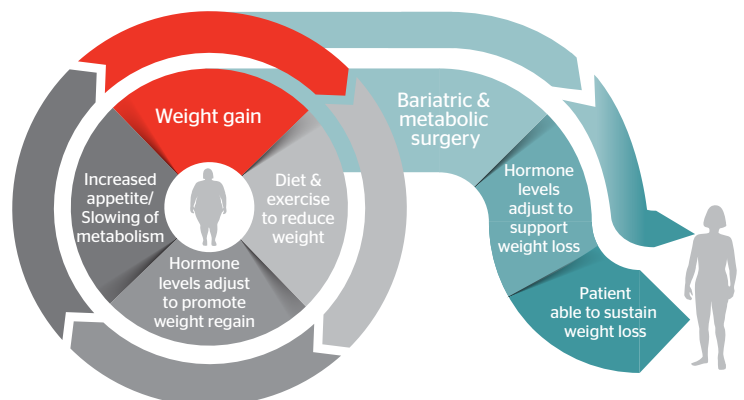 Weight gain
Diet &
exercise
to reduce
weight
Hormone
levels adjust
to promote
weight regain
Increased
appetite/
Slowing of
metabolism
Bariatric &
metabolic
surgery
Hormone
levels
adjust to
support
weight loss
Patient
able to sustain
weight loss